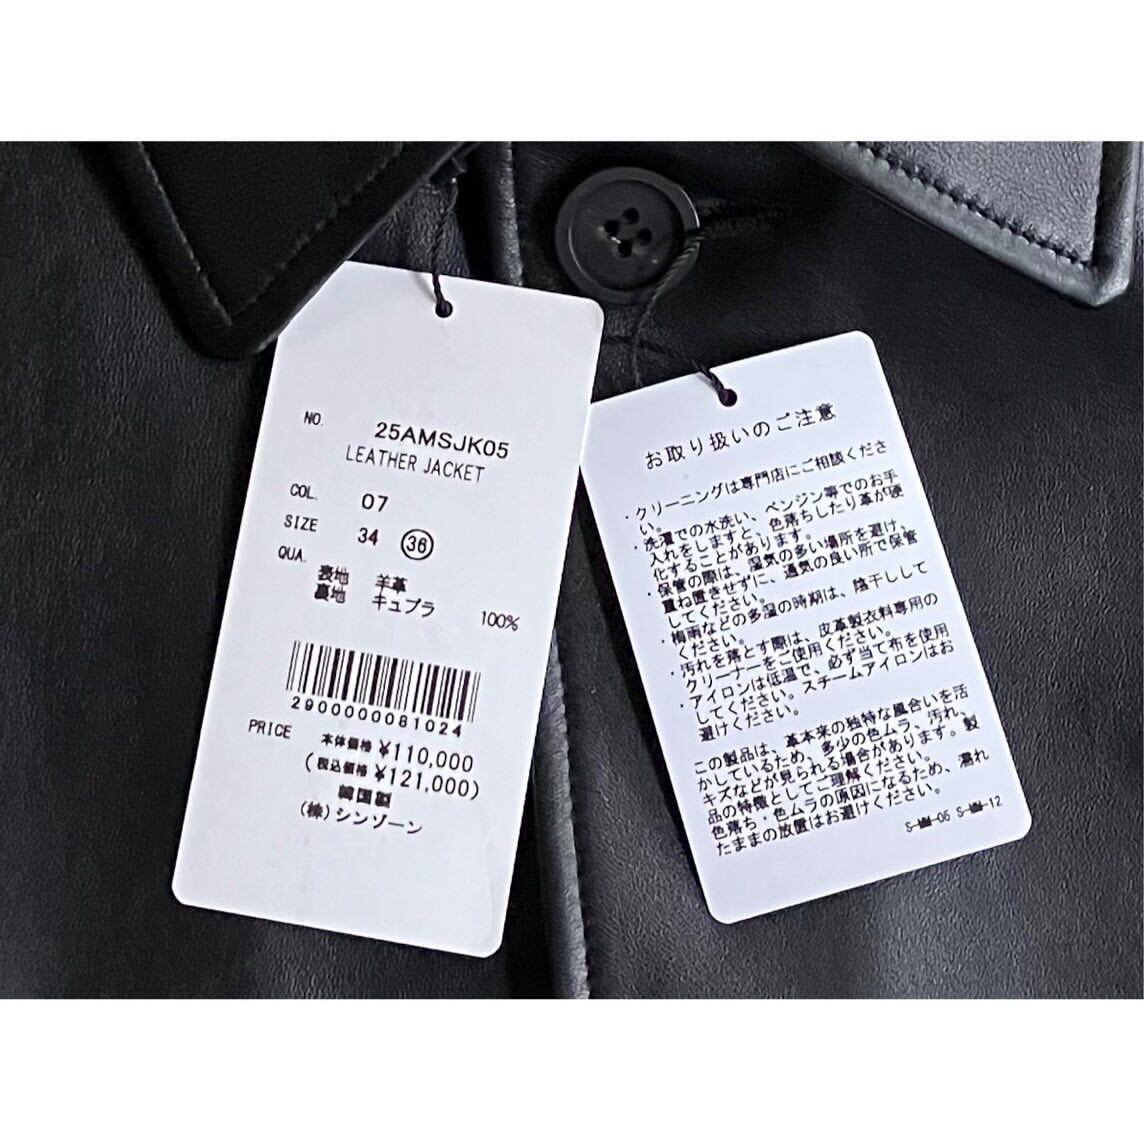 NO. 25AMSJK05
LEATHER JACKET
COL. 07
SIZE 34 36
QUA.
表地 羊革
裏地 キュプラ 100%
2900000081024
PRICE 本体価格 ¥110,000
(税込価格 ¥121,000)
韓国製
(株)シンゾーン
お取り扱いのご注意
・クリーニングは専門店にご相談くださ
い。
・洗濯での水洗い、ベンジン等でのお手
入れをしますと、色落ちしたり革が硬
化することがあります。
・保管の際は、湿気の多い場所を避け、
重ね置きせずに、通気の良い所で保管
してください。
・梅雨などの多湿の時期は、陰干しして
ください。
・汚れを落とす際は、皮革製衣料専用の
クリーナーをご使用ください。
・アイロンは低温で、必ず当て布を使用
してください。スチームアイロンはお
避けください。
この製品は、革本来の独特な風合いを活
かしているため、多少の色ムラ、汚れ、
キズなどが見られる場合があります。製
品の特徴としてご理解ください。
色落ち・色ムラの原因になるため、濡れ
たままの放置はお避けください。
S-WM-06 S-WM-12